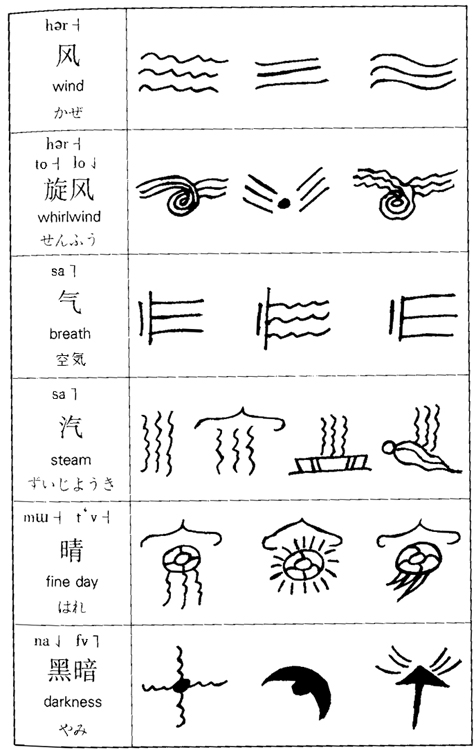 hər ˧
风
wind
かぜ
hər ˧
to ˧ lo ˩
旋风
whirlwind
せんふう
sa ˥
气
breath
空気
sa ˥
汽
steam
ずいじようき
mɯ ˧ t‘v ˧
晴
fine day
はれ
na ˩ fv ˥
黑暗
darkness
やみ